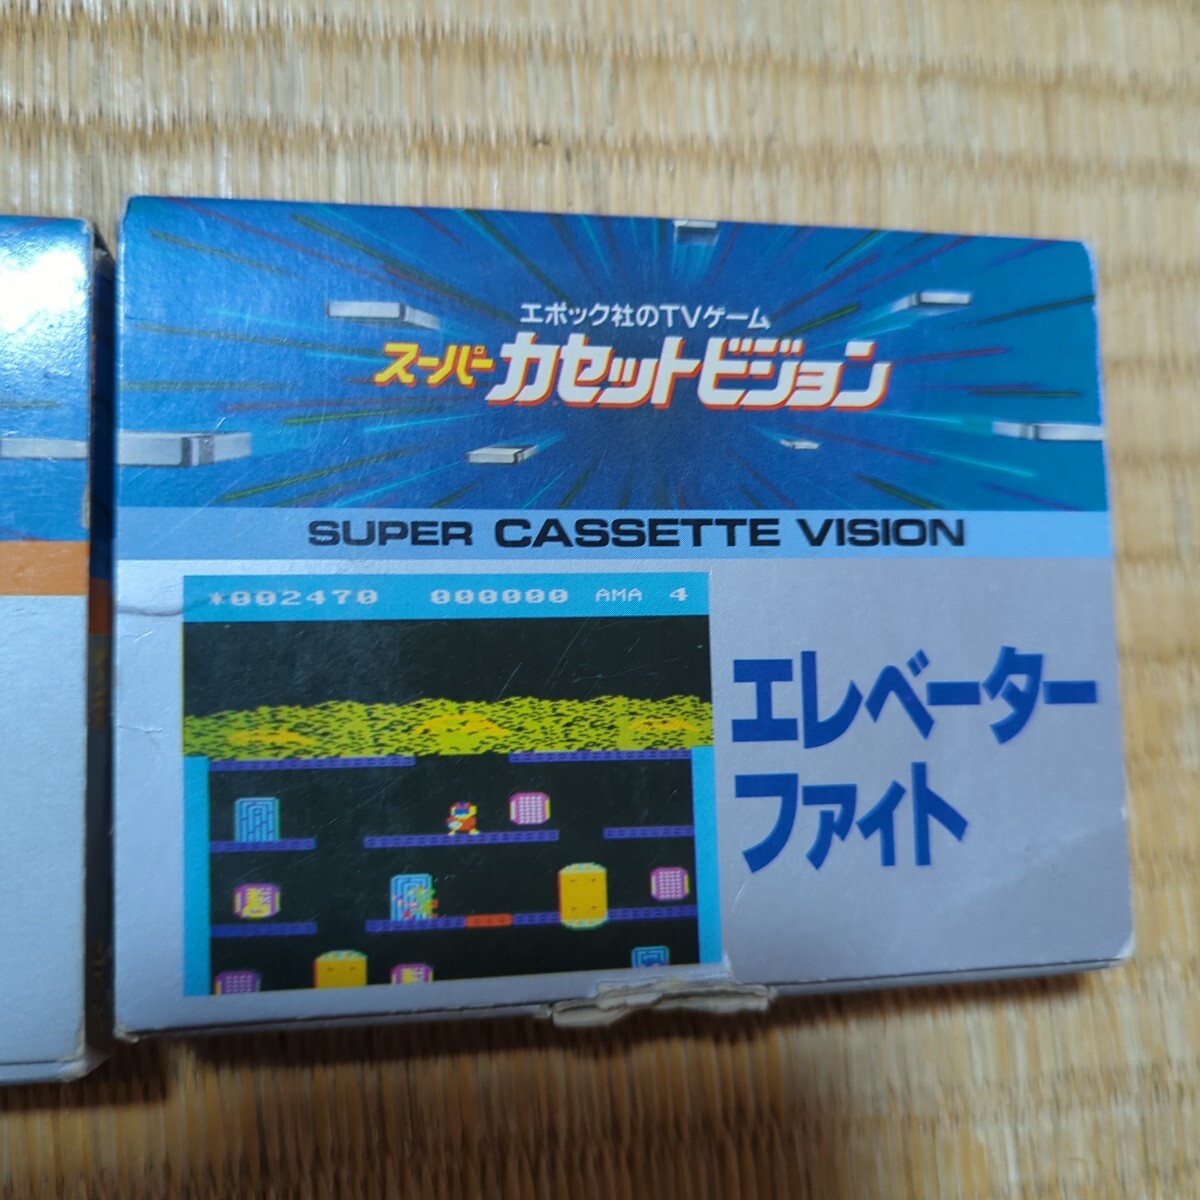 エポック社のTVゲーム
スーパーカセットビジョン
SUPER CASSETTE VISION
*002470 000000 AMA 4
エレベーター
ファイト